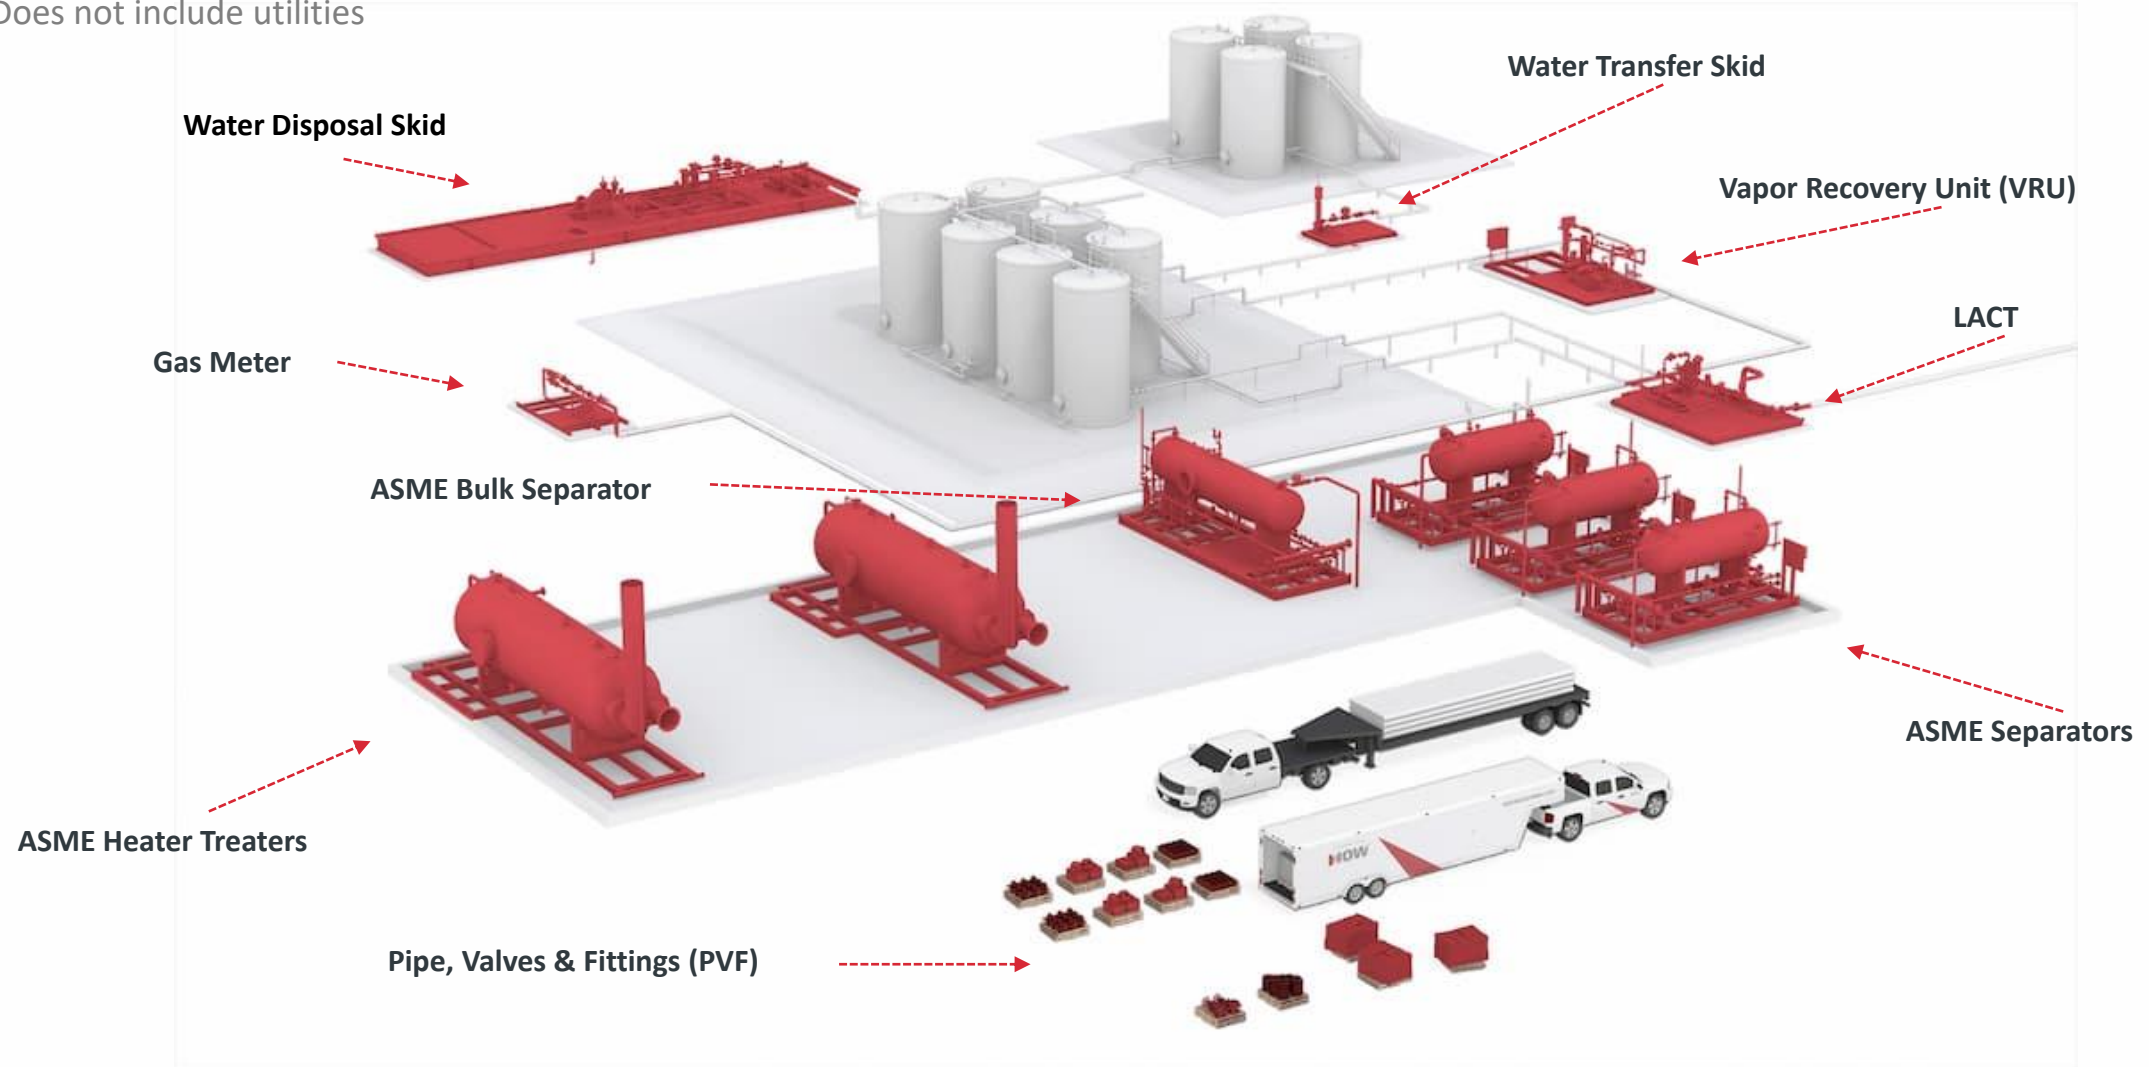 Does not include utilities
Water Transfer Skid
Water Disposal Skid
Vapor Recovery Unit (VRU)
LACT
Gas Meter
ASME Bulk Separator
ASME Separators
ASME Heater Treaters
HOW
Pipe, Valves & Fittings (PVF)